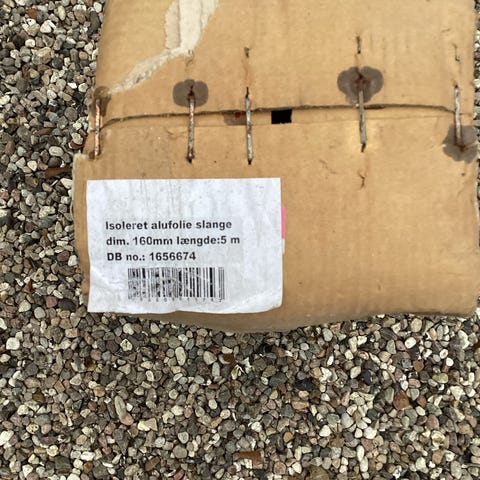 Isoleret alufolie slange
dim. 160mm længde:5 m
DB no.: 1656674